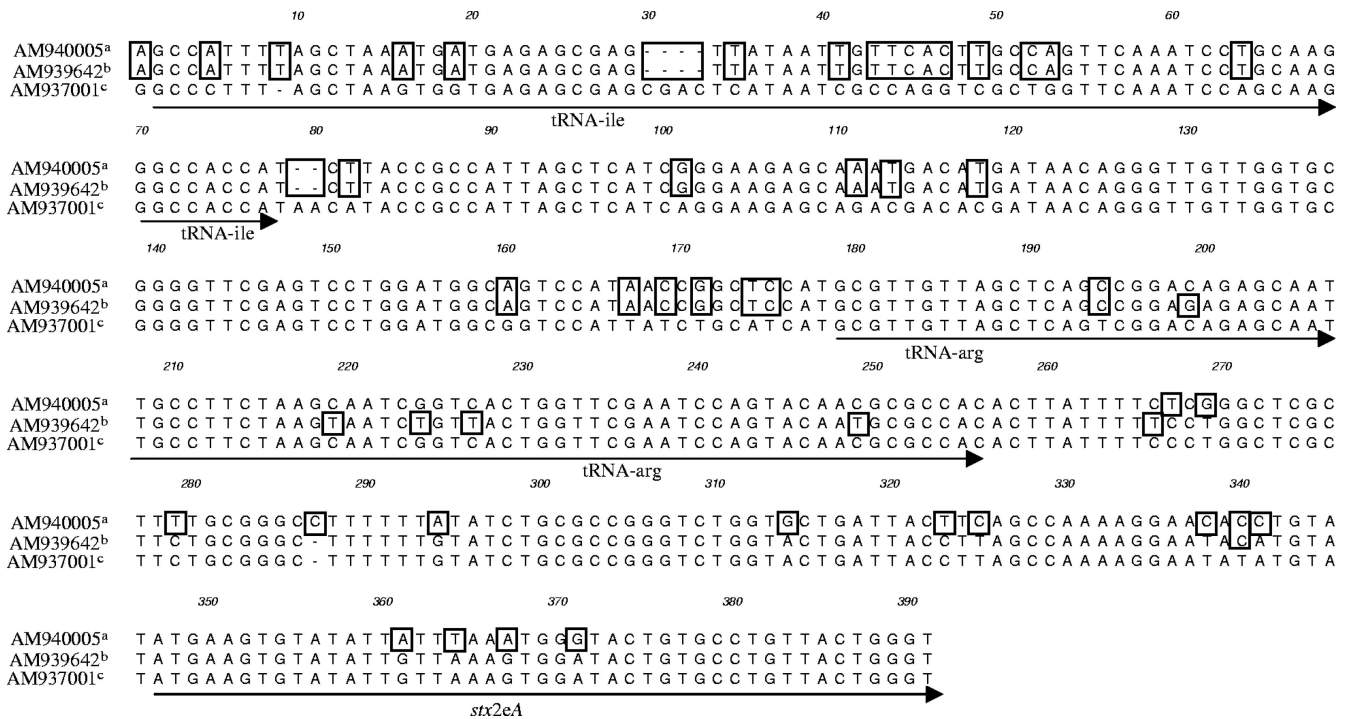 10 20 30 40 50 60
AM940005ᵃ AGCCATTTTAGCTAAATGATGAGAGCGAG----TTATAATTGTTCACTTGCCAGTTCAAATCCTGCAAG
AM939642ᵇ AGCCATTTTAGCTAAATGATGAGAGCGAG----TTATAATTGTTCACTTGCCAGTTCAAATCCTGCAAG
AM937001ᶜ GGCCCTTT-AGCTAAGTGGTGAGAGCGAGCGACTCATAATCGCCAGGTCGCTGGTTCAAATCCAGCAAG
tRNA-ile
70 80 90 100 110 120 130
AM940005ᵃ GGCCACCAT--CTTACCGCCATTAGCTCATCGGGAAGAGCAAATGACATGATAACAGGGTTGTTGGTGC
AM939642ᵇ GGCCACCAT--CTTACCGCCATTAGCTCATCGGGAAGAGCAAATGACATGATAACAGGGTTGTTGGTGC
AM937001ᶜ GGCCACCATAACATACCGCCATTAGCTCATCAGGAAGAGCAGACGACACGATAACAGGGTTGTTGGTGC
tRNA-ile
140 150 160 170 180 190 200
AM940005ᵃ GGGGTTCGAGTCCTGGATGGCAGTCCATAACCGGCTCCATGCGTTGTTAGCTCAGCCGGACAGAGCAAT
AM939642ᵇ GGGGTTCGAGTCCTGGATGGCAGTCCATAACCGGCTCCATGCGTTGTTAGCTCAGCCGGAGAGAGCAAT
AM937001ᶜ GGGGTTCGAGTCCTGGATGGCGGTCCATTATCTGCATCATGCGTTGTTAGCTCAGTCGGACAGAGCAAT
tRNA-arg
210 220 230 240 250 260 270
AM940005ᵃ TGCCTTCTAAGCAATCGGTCACTGGTTCGAATCCAGTACAACGCGCCACACTTATTTTCTCGGGCTCGC
AM939642ᵇ TGCCTTCTAAGTAATCTGTTACTGGTTCGAATCCAGTACAATGCGCCACACTTATTTTTCCTGGCTCGC
AM937001ᶜ TGCCTTCTAAGCAATCGGTCACTGGTTCGAATCCAGTACAACGCGCCACACTTATTTTCCCTGGCTCGC
tRNA-arg
280 290 300 310 320 330 340
AM940005ᵃ TTTTGCGGGCCTTTTTTATATCTGCGCCGGGTCTGGTGCTGATTACTTCAGCCAAAAGGAACACCTGTA
AM939642ᵇ TTCTGCGGGC-TTTTTTGTATCTGCGCCGGGTCTGGTACTGATTACCTTAGCCAAAAGGAATACATGTA
AM937001ᶜ TTCTGCGGGC-TTTTTTGTATCTGCGCCGGGTCTGGTACTGATTACCTTAGCCAAAAGGAATATATGTA
350 360 370 380 390
AM940005ᵃ TATGAAGTGTATATTATTTAAATGGGTACTGTGCCTGTTACTGGGT
AM939642ᵇ TATGAAGTGTATATTGTTAAAGTGGATACTGTGCCTGTTACTGGGT
AM937001ᶜ TATGAAGTGTATATTGTTAAAGTGGATACTGTGCCTGTTACTGGGT
stx2eA